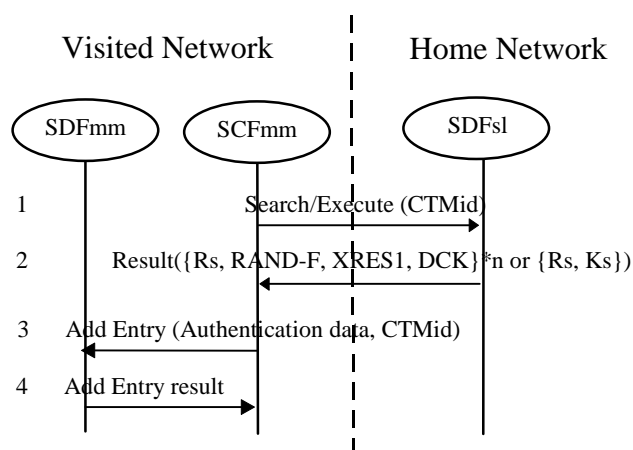 Visited Network Home Network
SDFmm SCFmm SDFsl
1 Search/Execute (CTMid)
2 Result({Rs, RAND-F, XRES1, DCK}*n or {Rs, Ks})
3 Add Entry (Authentication data, CTMid)
4 Add Entry result